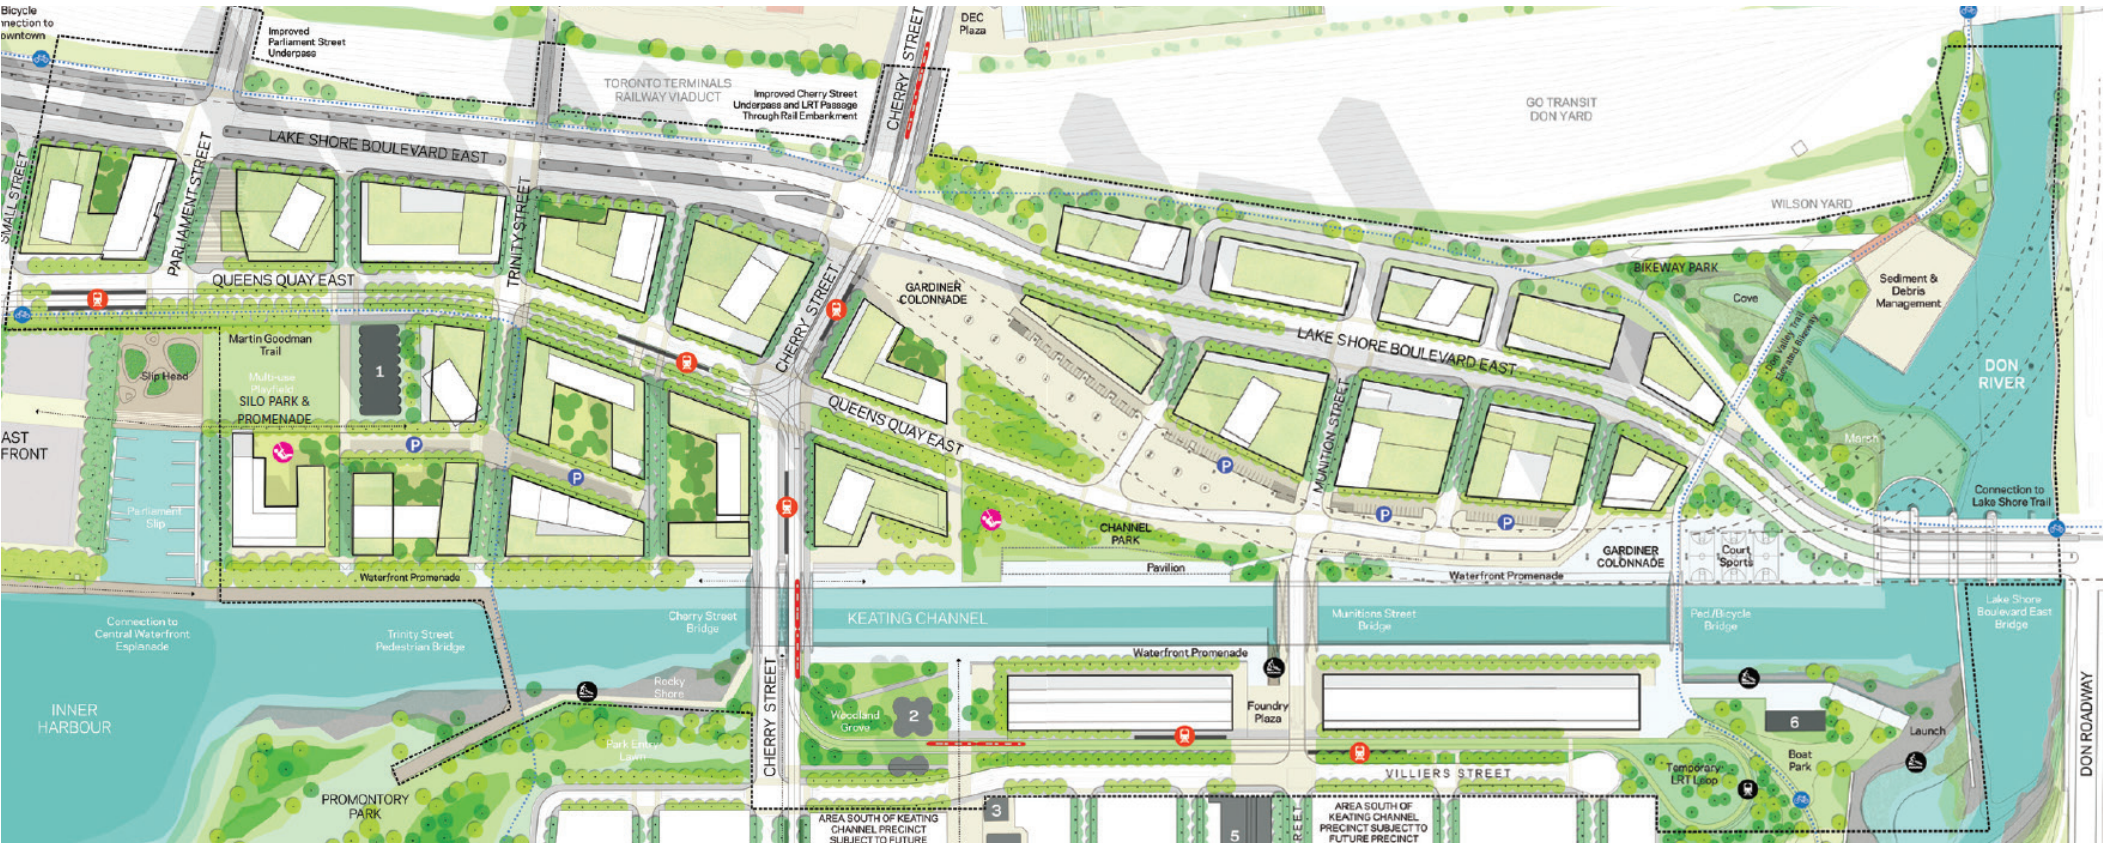 Bicycle
nnection to
owntown
Improved
Parliament Street
Underpass
TORONTO TERMINALS
RAILWAY VIADUCT
Improved Cherry Street
Underpass and LRT Passage
Through Rail Embankment
CHERRY STREET
DEC
Plaza
GO TRANSIT
DON YARD
WILSON YARD
LAKE SHORE BOULEVARD EAST
SMALL STREET
PARLIAMENT STREET
TRINITY STREET
QUEENS QUAY EAST
CHERRY STREET
GARDINER
COLONNADE
BIKEWAY PARK
Cove
Sediment &
Debris
Management
Don Valley Trail
Elevated Bikeway
DON
RIVER
LAKE SHORE BOULEVARD EAST
Martin Goodman
Trail
Slip Head
Multi-use
Playfield
SILO PARK &
PROMENADE
1
AST
FRONT
P
P
P
P
P
QUEENS QUAY EAST
MUNITION STREET
Marsh
Connection to
Lake Shore Trail
Parliament
Slip
CHANNEL
PARK
Pavilion
GARDINER
COLONNADE
Court
Sports
Waterfront Promenade
Waterfront Promenade
Connection to
Central Waterfront
Esplanade
Trinity Street
Pedestrian Bridge
Cherry Street
Bridge
KEATING CHANNEL
Munitions Street
Bridge
Ped/Bicycle
Bridge
Lake Shore
Boulevard East
Bridge
Waterfront Promenade
INNER
HARBOUR
Rocky
Shore
CHERRY STREET
Woodland
Grove
2
Foundry
Plaza
6
Launch
DON ROADWAY
Park Entry
Lawn
VILLIERS STREET
Temporary
LRT Loop
Boat
Park
PROMONTORY
PARK
3
5
AREA SOUTH OF KEATING
CHANNEL PRECINCT
SUBJECT TO FUTURE
REET
AREA SOUTH OF
KEATING CHANNEL
PRECINCT SUBJECT TO
FUTURE PRECINCT